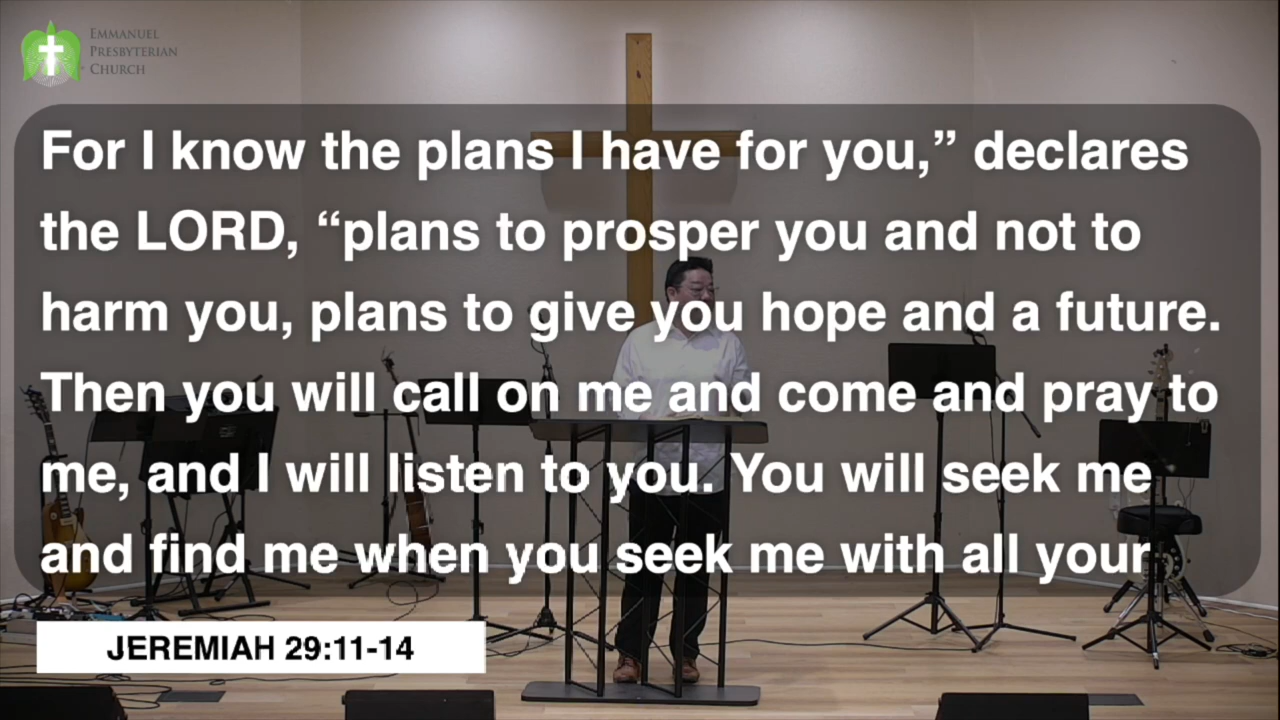 EMMANUEL
PRESBYTERIAN
CHURCH
For I know the plans I have for you,” declares
the LORD, “plans to prosper you and not to
harm you, plans to give you hope and a future.
Then you will call on me and come and pray to
me, and I will listen to you. You will seek me
and find me when you seek me with all your
JEREMIAH 29:11-14